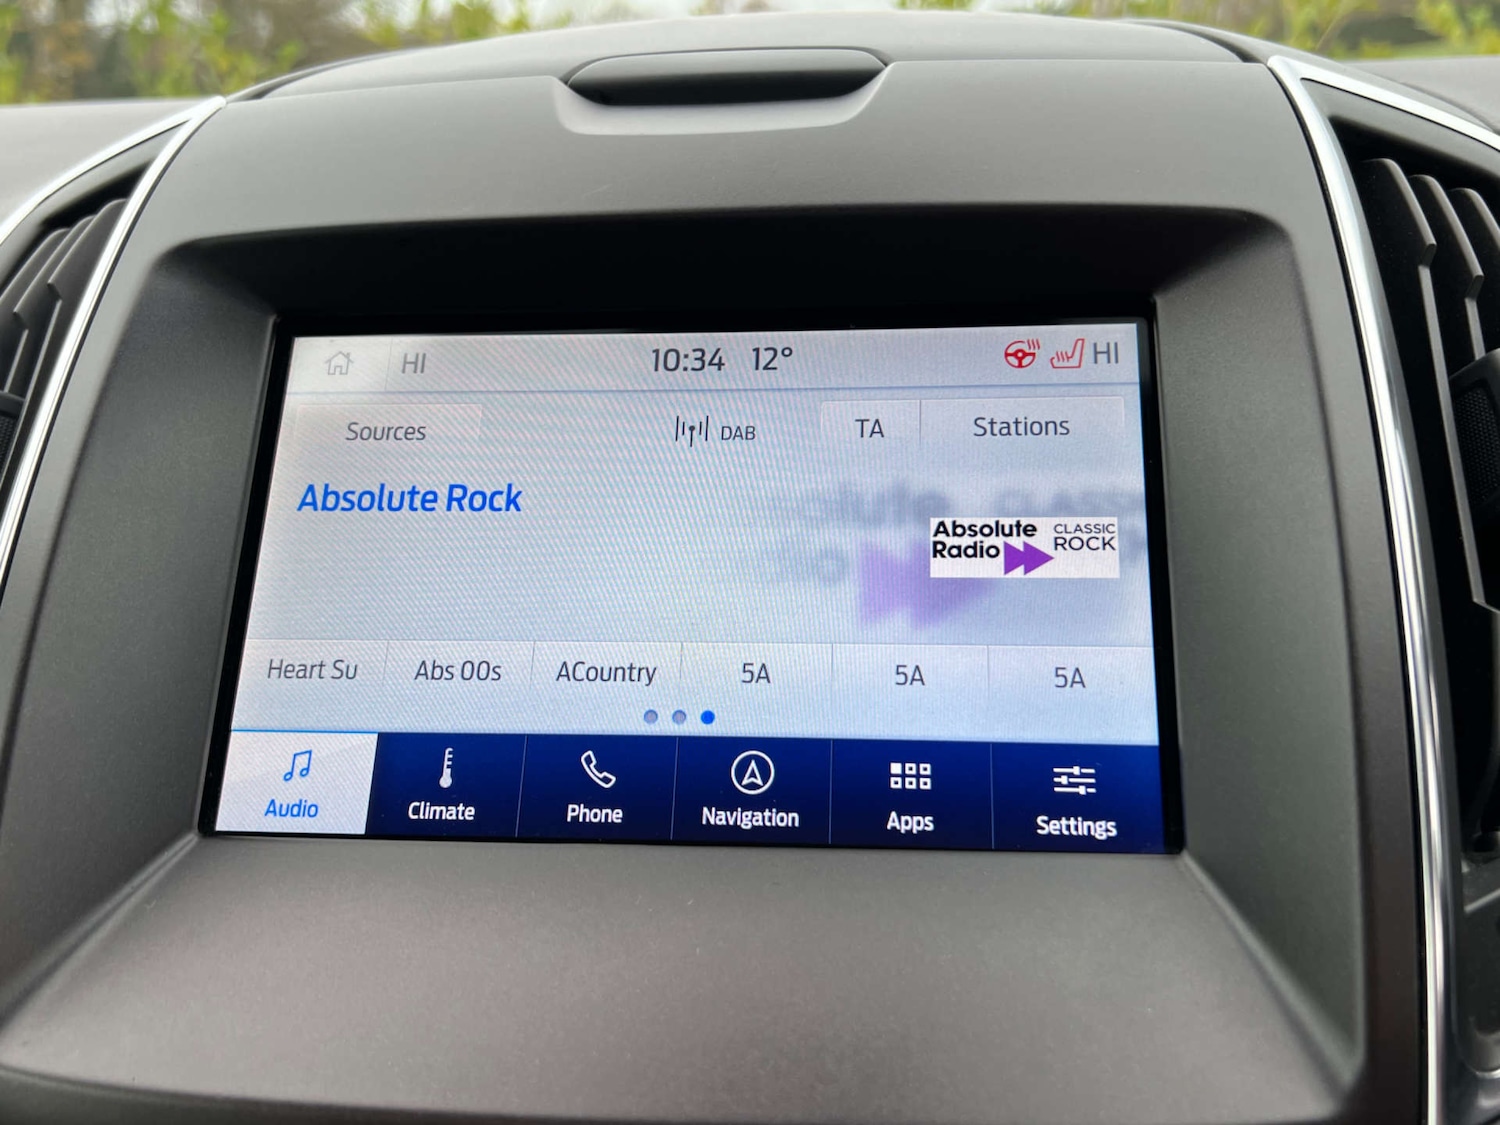 HI 10:34 12° HI
Sources DAB TA Stations
Absolute Rock
Absolute CLASSIC
Radio ROCK
Heart Su Abs 00s ACountry 5A 5A 5A
Audio Climate Phone Navigation Apps Settings